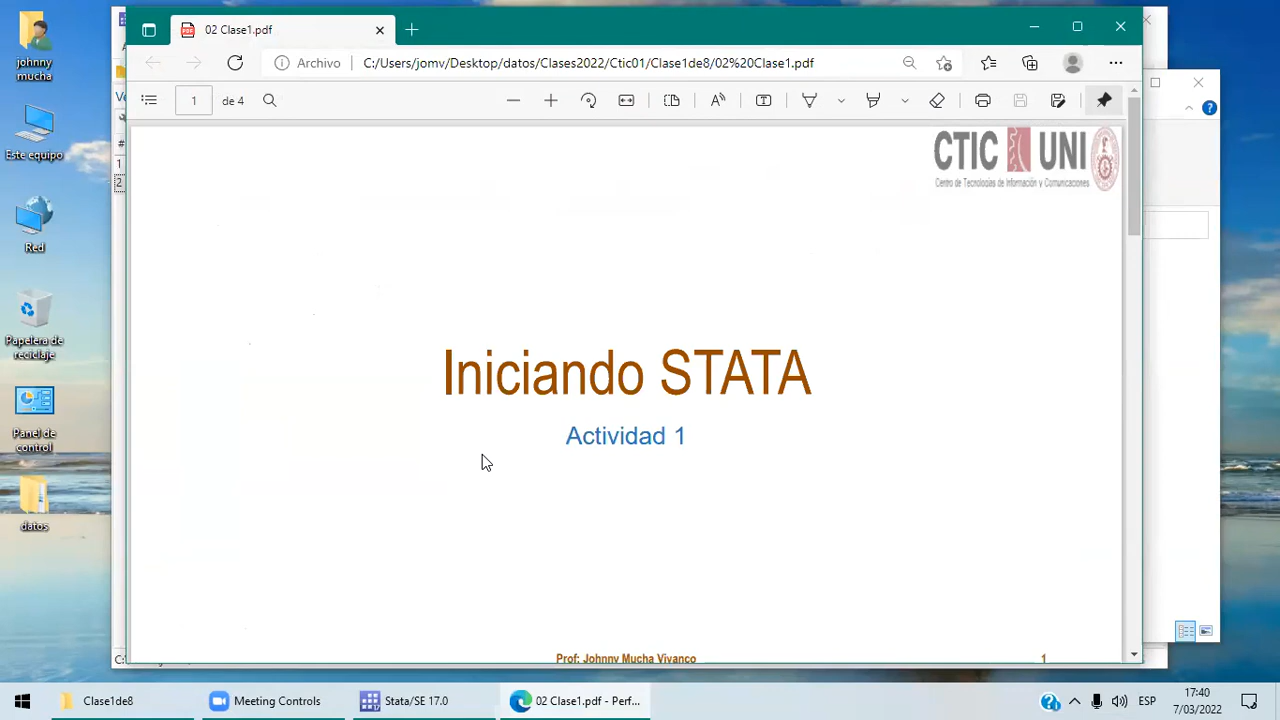 johnny
mucha
Este equipo
Red
Papelera de
reciclaje
Panel de
control
datos
02 Clase1.pdf
Archivo
C:/Users/jomv/Desktop/datos/Clases2022/Ctic01/Clase1de8/02%20Clase1.pdf
1
de 4
CTIC UNI
Centro de Tecnologías de Información y Comunicaciones
Iniciando STATA
Actividad 1
Prof: Johnny Mucha Vivanco
1
#
1
2
Clase1de8
Meeting Controls
Stata/SE 17.0
02 Clase1.pdf - Perf...
ESP
17:40
7/03/2022